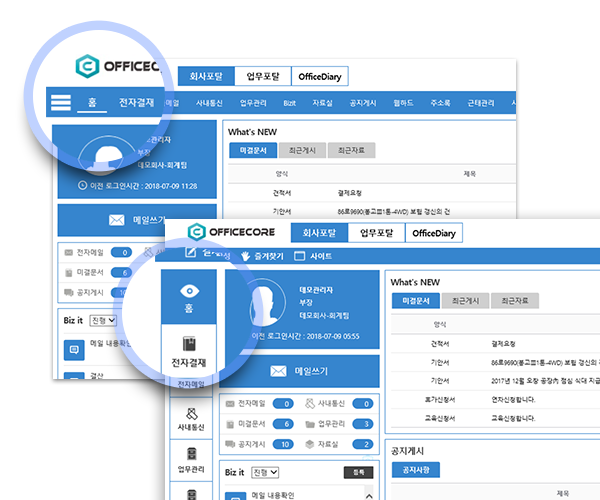 OFFICEC
회사포탈 업무포탈 OfficeDiary
홈 전자결재 메일 사내통신 업무관리 Bizit 자료실 공지게시 웹하드 주소록 근태관리
관리자
부장
데모회사-회계팀
이전 로그인시간 : 2018-07-09 11:28
메일쓰기
전자메일 0
미결문서 6
공지게시 10
Biz it 진행
메일 내용확인
결산
What's NEW
미결문서 최근게시 최근자료
양식 제목
견적서 결제요청
기안서 86로9690(봉고Ⅲ1톤-4WD) 보험 갱신의 건
OFFICECORE
회사포탈 업무포탈 OfficeDiary
즐겨찾기 사이트
홈
전자결재
전자메일
사내통신
업무관리
데모관리자
부장
데모회사-회계팀
이전 로그인시간 : 2018-07-09 05:55
메일쓰기
전자메일 0 사내통신 0
미결문서 6 업무관리 3
공지게시 10 자료실 2
Biz it 진행 등록
메일 내용확인
What's NEW
미결문서 최근게시 최근자료
양식
견적서 결제요청
기안서 86로9690(봉고Ⅲ1톤-4WD) 보험 갱신의 건
기안서 2017년 12월 오창 공장內 점심 식대 지급
휴가신청서 연차신청합니다.
교육신청서 교육신청합니다.
공지게시
공지사항
제목